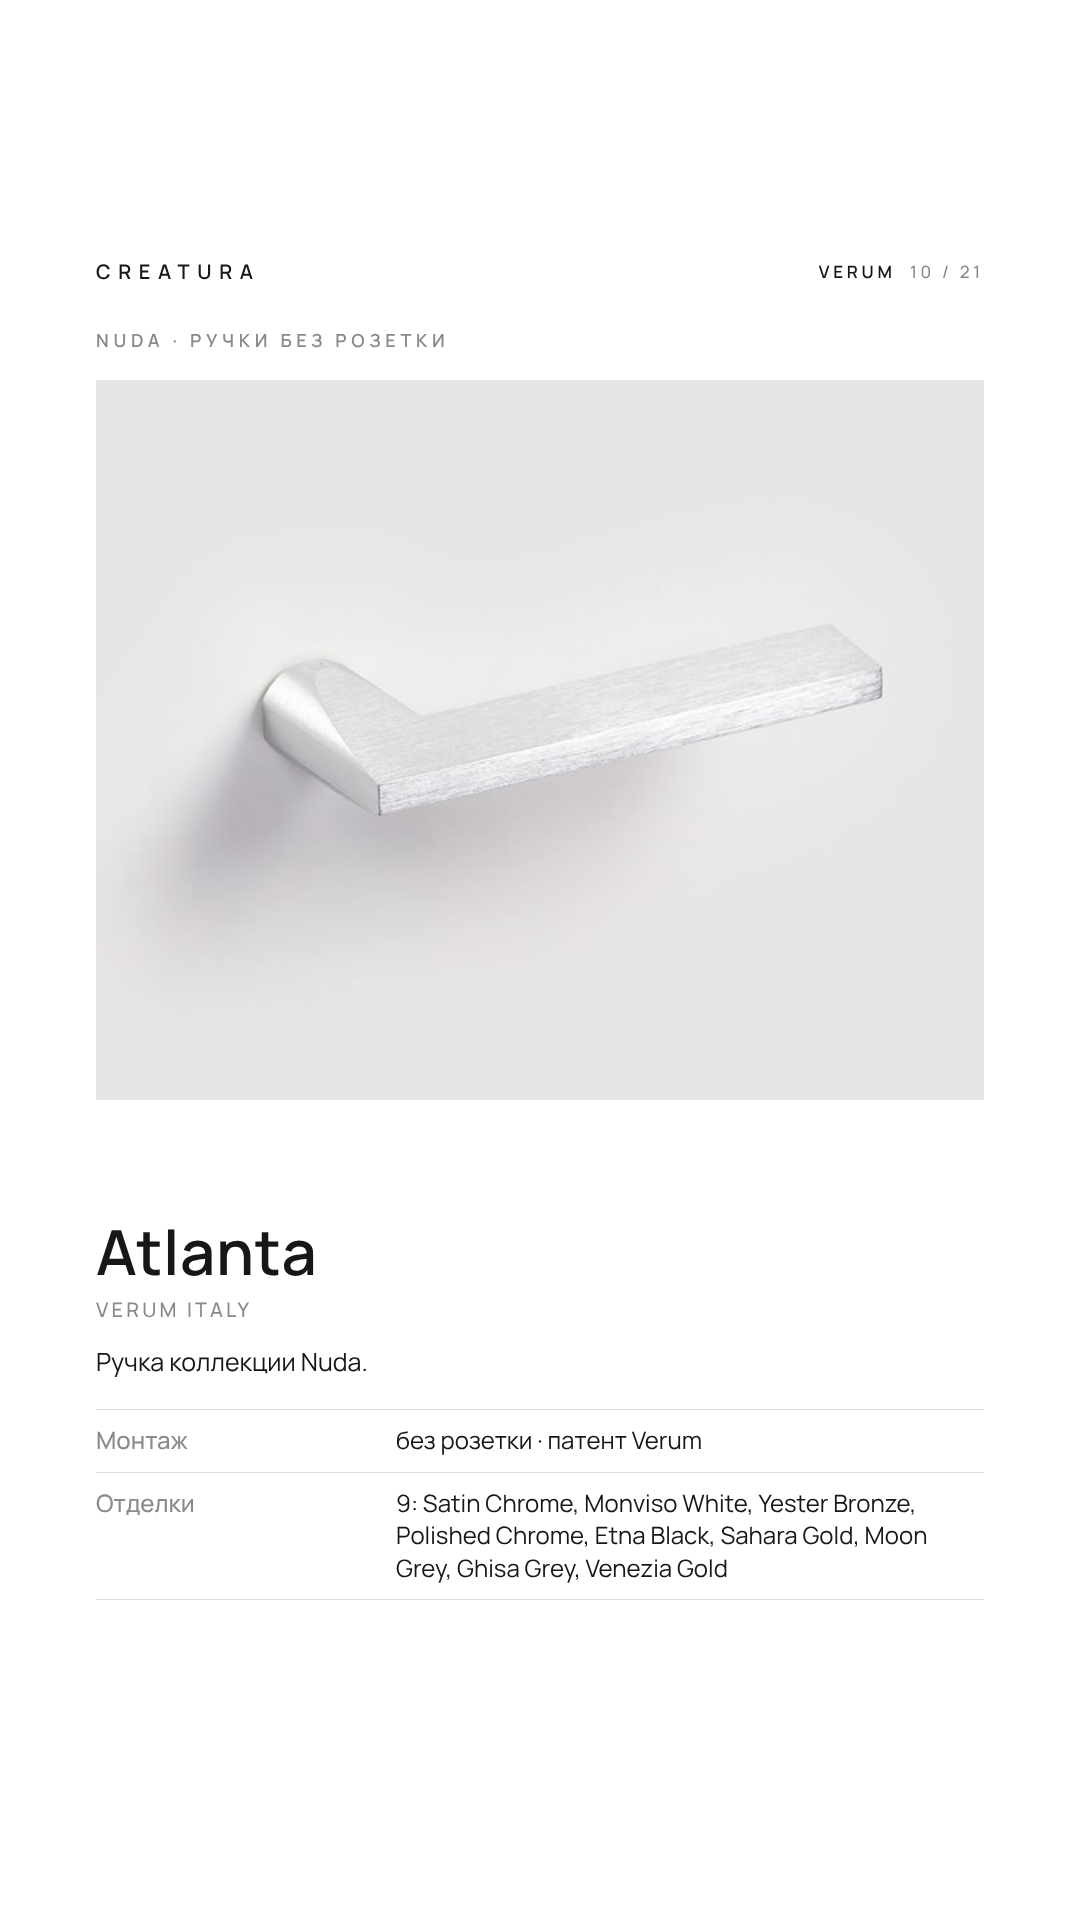 CREATURA
VERUM 10 / 21
NUDA · РУЧКИ БЕЗ РОЗЕТКИ
Atlanta
VERUM ITALY
Ручка коллекции Nuda.
Монтаж без розетки · патент Verum
Отделки 9: Satin Chrome, Monviso White, Yester Bronze,
Polished Chrome, Etna Black, Sahara Gold, Moon
Grey, Ghisa Grey, Venezia Gold